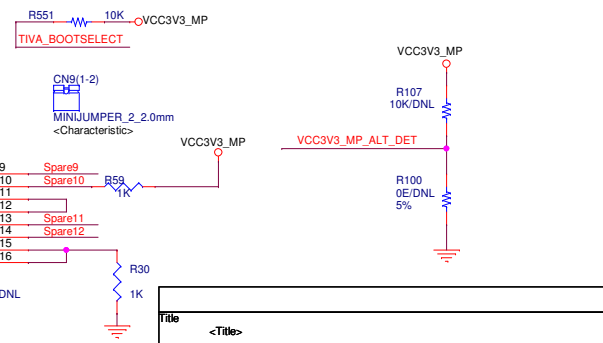 R551 10K VCC3V3_MP
TIVA_BOOTSELECT
VCC3V3_MP
CN9(1-2)
R107
10K/DNL
MINIJUMPER_2_2.0mm
<Characteristic>
VCC3V3_MP
VCC3V3_MP_ALT_DET
9 Spare9
10 Spare10 R59
1K
R100
0E/DNL
5%
11
12
13 Spare11
14 Spare12
15
16
R30
1K
DNL
Title
<Title>